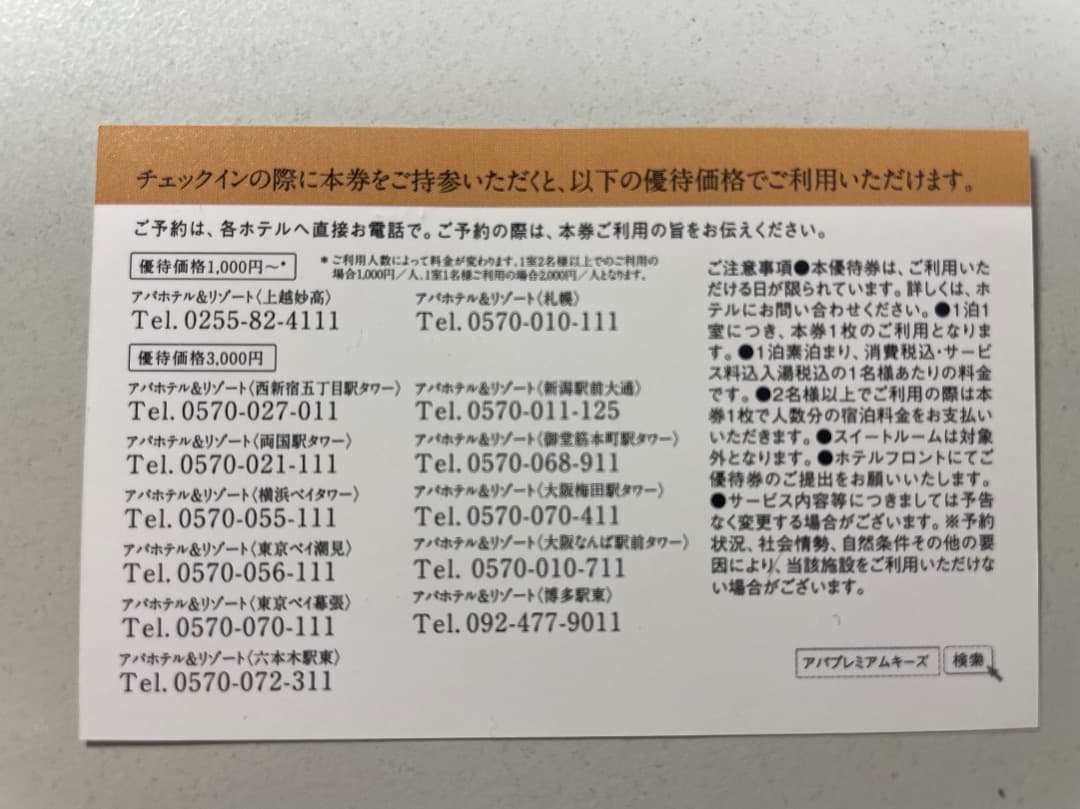 チェックインの際に本券をご持参いただくと、以下の優待価格でご利用いただけます。
ご予約は、各ホテルへ直接お電話で。ご予約の際は、本券ご利用の旨をお伝えください。
優待価格1,000円〜*
*ご利用人数によって料金が変わります。1室2名様以上でのご利用の
場合1,000円／人、1室1名様ご利用の場合2,000円／人となります。
アパホテル&リゾート〈上越妙高〉
Tel. 0255-82-4111
アパホテル&リゾート〈札幌〉
Tel. 0570-010-111
優待価格3,000円
アパホテル&リゾート〈西新宿五丁目駅タワー〉
Tel. 0570-027-011
アパホテル&リゾート〈両国駅タワー〉
Tel. 0570-021-111
アパホテル&リゾート〈横浜ベイタワー〉
Tel. 0570-055-111
アパホテル&リゾート〈東京ベイ潮見〉
Tel. 0570-056-111
アパホテル&リゾート〈東京ベイ幕張〉
Tel. 0570-070-111
アパホテル&リゾート〈六本木駅東〉
Tel. 0570-072-311
アパホテル&リゾート〈新潟駅前大通〉
Tel. 0570-011-125
アパホテル&リゾート〈御堂筋本町駅タワー〉
Tel. 0570-068-911
アパホテル&リゾート〈大阪梅田駅タワー〉
Tel. 0570-070-411
アパホテル&リゾート〈大阪なんば駅前タワー〉
Tel. 0570-010-711
アパホテル&リゾート〈博多駅東〉
Tel. 092-477-9011
ご注意事項●本優待券は、ご利用いた
だける日が限られています。詳しくは、ホ
テルにお問い合わせください。●1泊1
室につき、本券1枚のご利用となりま
す。●1泊素泊まり、消費税込・サービ
ス料込入湯税込の1名様あたりの料金
です。●2名様以上でご利用の際は本
券1枚で人数分の宿泊料金をお支払い
いただきます。●スイートルームは対象
外となります。●ホテルフロントにてご
優待券のご提出をお願いいたします。
●サービス内容等につきましては予告
なく変更する場合がございます。※予約
状況、社会情勢、自然条件その他の要
因により、当該施設をご利用いただけな
い場合がございます。
アパプレミアムキーズ 検索